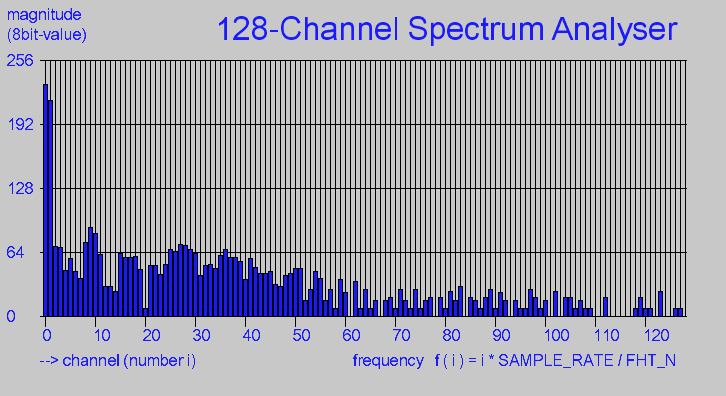 magnitude
(8bit-value)
128-Channel Spectrum Analyser
256
192
128
64
0
0 10 20 30 40 50 60 70 80 90 100 110 120
--> channel (number i)
frequency f ( i ) = i * SAMPLE_RATE / FHT_N